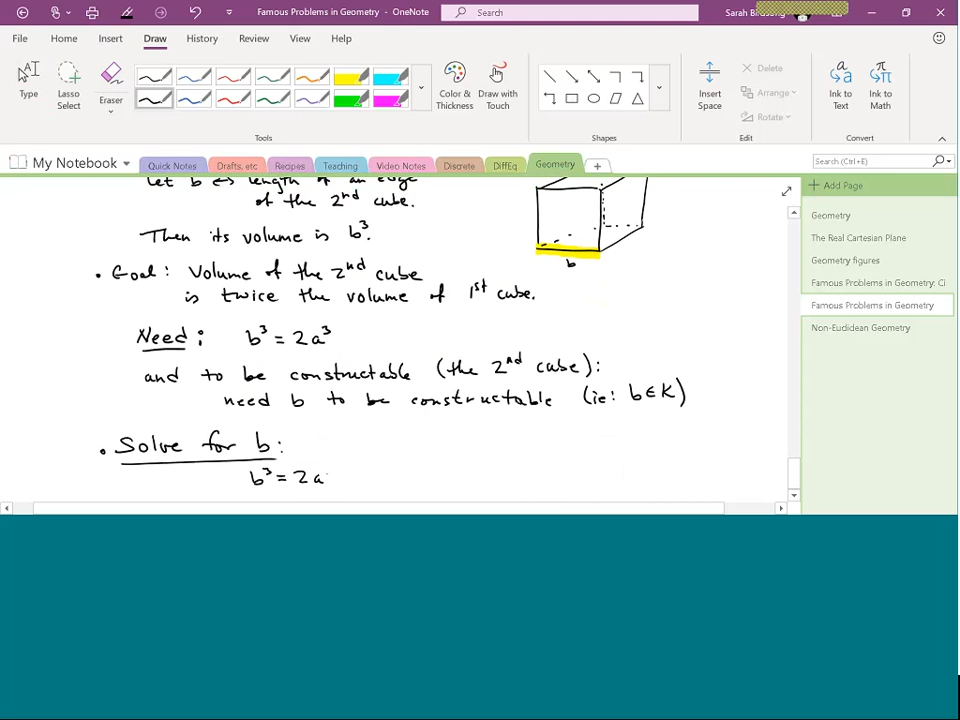 Famous Problems in Geometry - OneNote
Search
File Home Insert Draw History Review View Help
Type
Lasso Select
Eraser
Color & Thickness
Draw with Touch
Insert Space
Delete
Arrange
Rotate
Ink to Text
Ink to Math
Tools
Shapes
Edit
Convert
My Notebook
Quick Notes
Drafts, etc
Recipes
Teaching
Video Notes
Discrete
DiffEq
Geometry
Search (Ctrl+E)
Add Page
Geometry
The Real Cartesian Plane
Geometry figures
Famous Problems in Geometry: Ci
Famous Problems in Geometry
Non-Euclidean Geometry
let b ↔ length of an edge
of the 2nd cube.
Then its volume is b³.
b
• Goal: Volume of the 2nd cube
is twice the volume of 1st cube.
Need: b³ = 2a³
and to be constructable (the 2nd cube):
need b to be constructable (ie: b ∈ K)
• Solve for b:
b³ = 2a